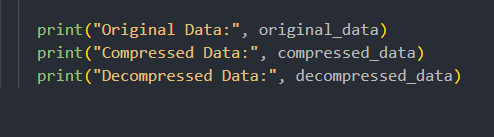 print("Original Data:", original_data)
print("Compressed Data:", compressed_data)
print("Decompressed Data:", decompressed_data)